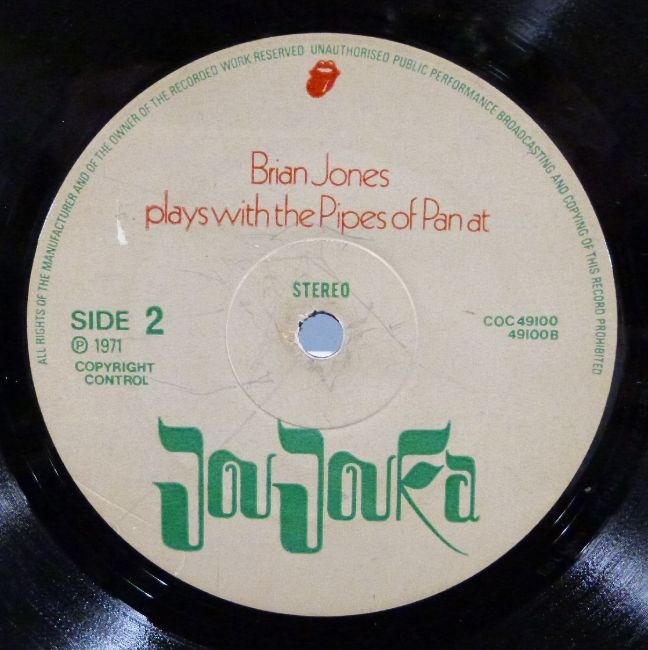 ALL RIGHTS OF THE MANUFACTURER AND OF THE OWNER OF THE RECORDED WORK RESERVED UNAUTHORISED PUBLIC PERFORMANCE BROADCASTING AND COPYING OF THIS RECORD PROHIBITED
Brian Jones
plays with the Pipes of Pan at
STEREO
SIDE 2
℗ 1971
COPYRIGHT
CONTROL
COC 49100
49100B
JouJouKa